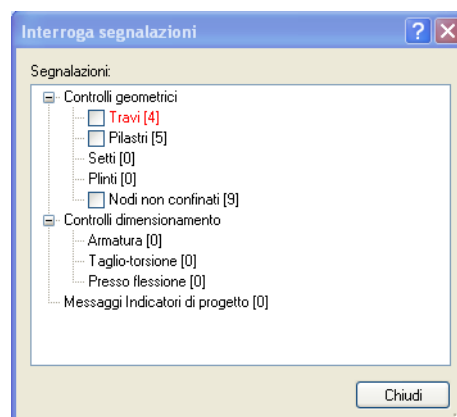 Interroga segnalazioni
Segnalazioni:
Controlli geometrici
Travi [4]
Pilastri [5]
Setti [0]
Plinti [0]
Nodi non confinati [9]
Controlli dimensionamento
Armatura [0]
Taglio-torsione [0]
Presso flessione [0]
Messaggi Indicatori di progetto [0]
Chiudi